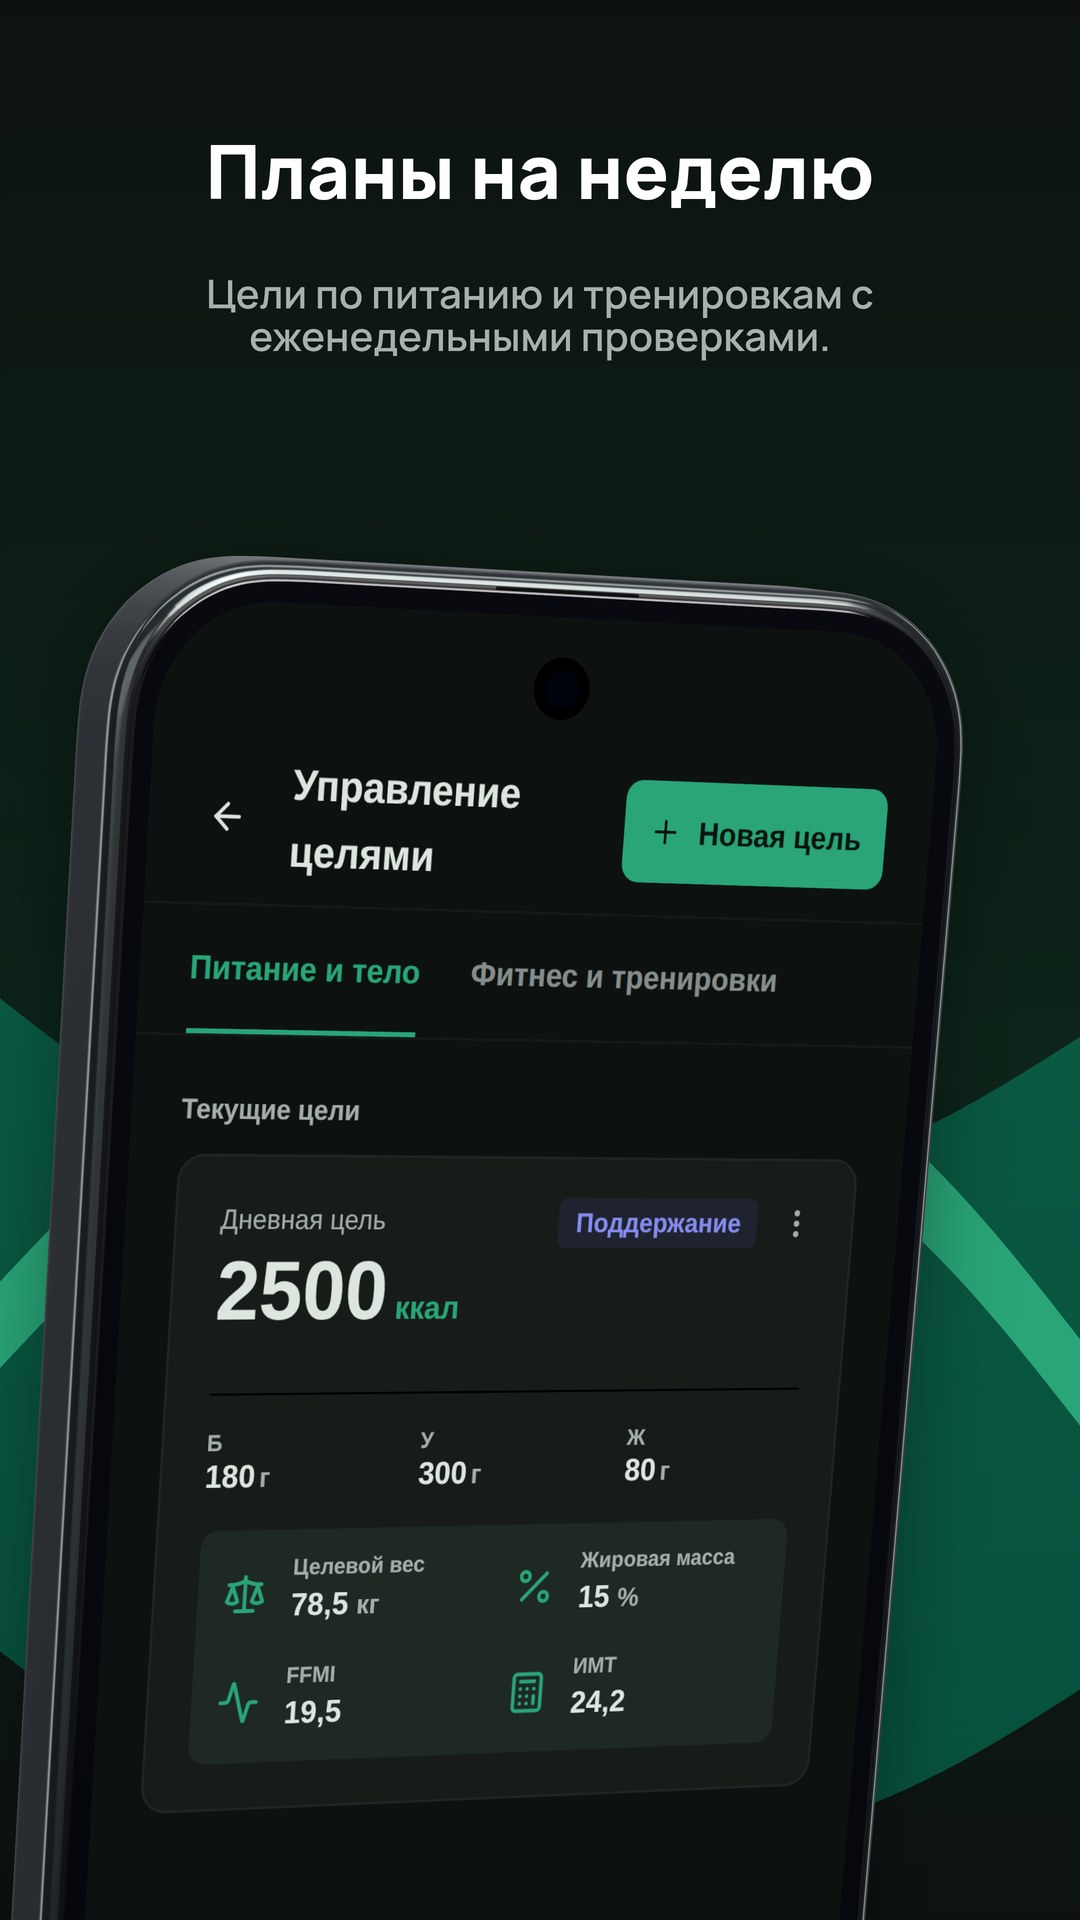 Планы на неделю
Цели по питанию и тренировкам с
еженедельными проверками.
Управление
целями
Новая цель
Питание и тело
Фитнес и тренировки
Текущие цели
Дневная цель
Поддержание
2500 ккал
Б
У
Ж
180 г
300 г
80 г
Целевой вес
Жировая масса
78,5 кг
15 %
FFMI
ИМТ
19,5
24,2